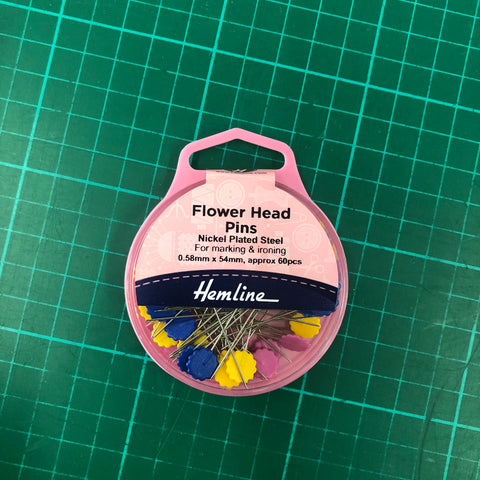 Flower Head
Pins
Nickel Plated Steel
For marking & ironing
0.58mm x 54mm, approx 60pcs
Hemline